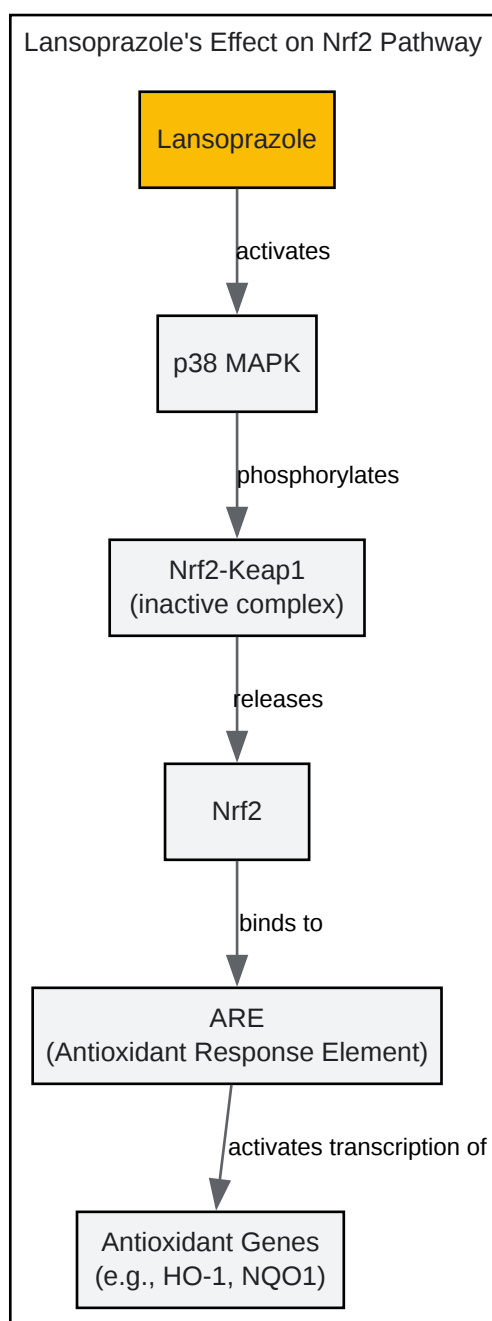 Lansoprazole's Effect on Nrf2 Pathway
Lansoprazole
activates
p38 MAPK
phosphorylates
Nrf2-Keap1
(inactive complex)
releases
Nrf2
binds to
ARE
(Antioxidant Response Element)
activates transcription of
Antioxidant Genes
(e.g., HO-1, NQO1)